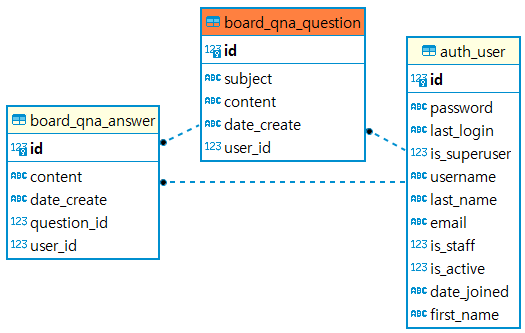 board_qna_question
123 id
ABC subject
ABC content
ABC date_create
123 user_id
board_qna_answer
123 id
ABC content
ABC date_create
123 question_id
123 user_id
auth_user
123 id
ABC password
ABC last_login
123 is_superuser
ABC username
ABC last_name
ABC email
123 is_staff
123 is_active
ABC date_joined
ABC first_name